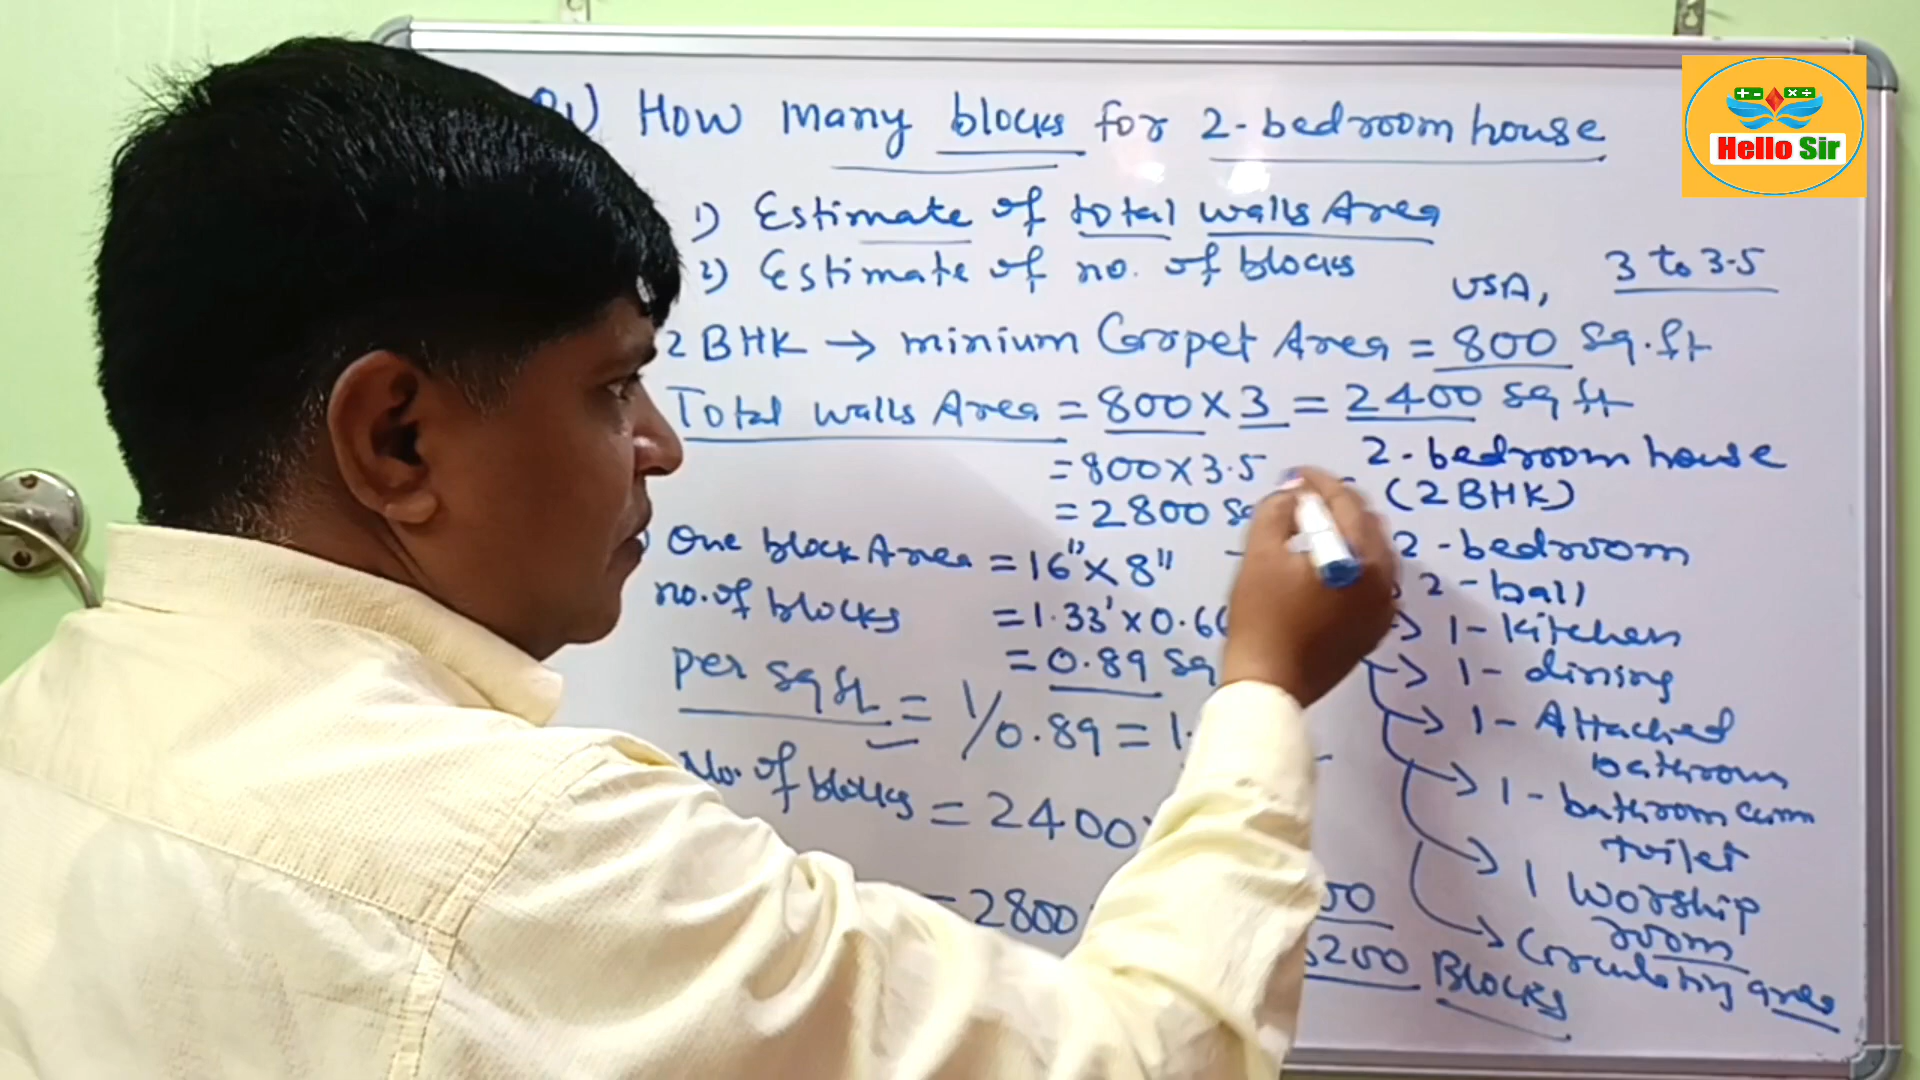 Q1) How many blocks for 2-bedroom house
1) Estimate of total walls Area
2) Estimate of no. of blocks
USA, 3 to 3.5
2BHK → minium Carpet Area = 800 Sq.ft
Total walls Area = 800 X 3 = 2400 sq ft
= 800 X 3.5
= 2800
2-bedroom house
(2BHK)
One block Area = 16" X 8"
no. of blocks = 1.33' X 0.66
= 0.89 Sq
per sq ft = 1/0.89 = 1.
No. of blocks = 2400
= 2800
Blocks
2-bedroom
2-ball
→ 1-Kitchen
→ 1-dining
→ 1-Attached
bathroom
→ 1-bathroom cumm
toilet
→ 1 Worship
room
→ Circulating area
+ - × ÷
Hello Sir